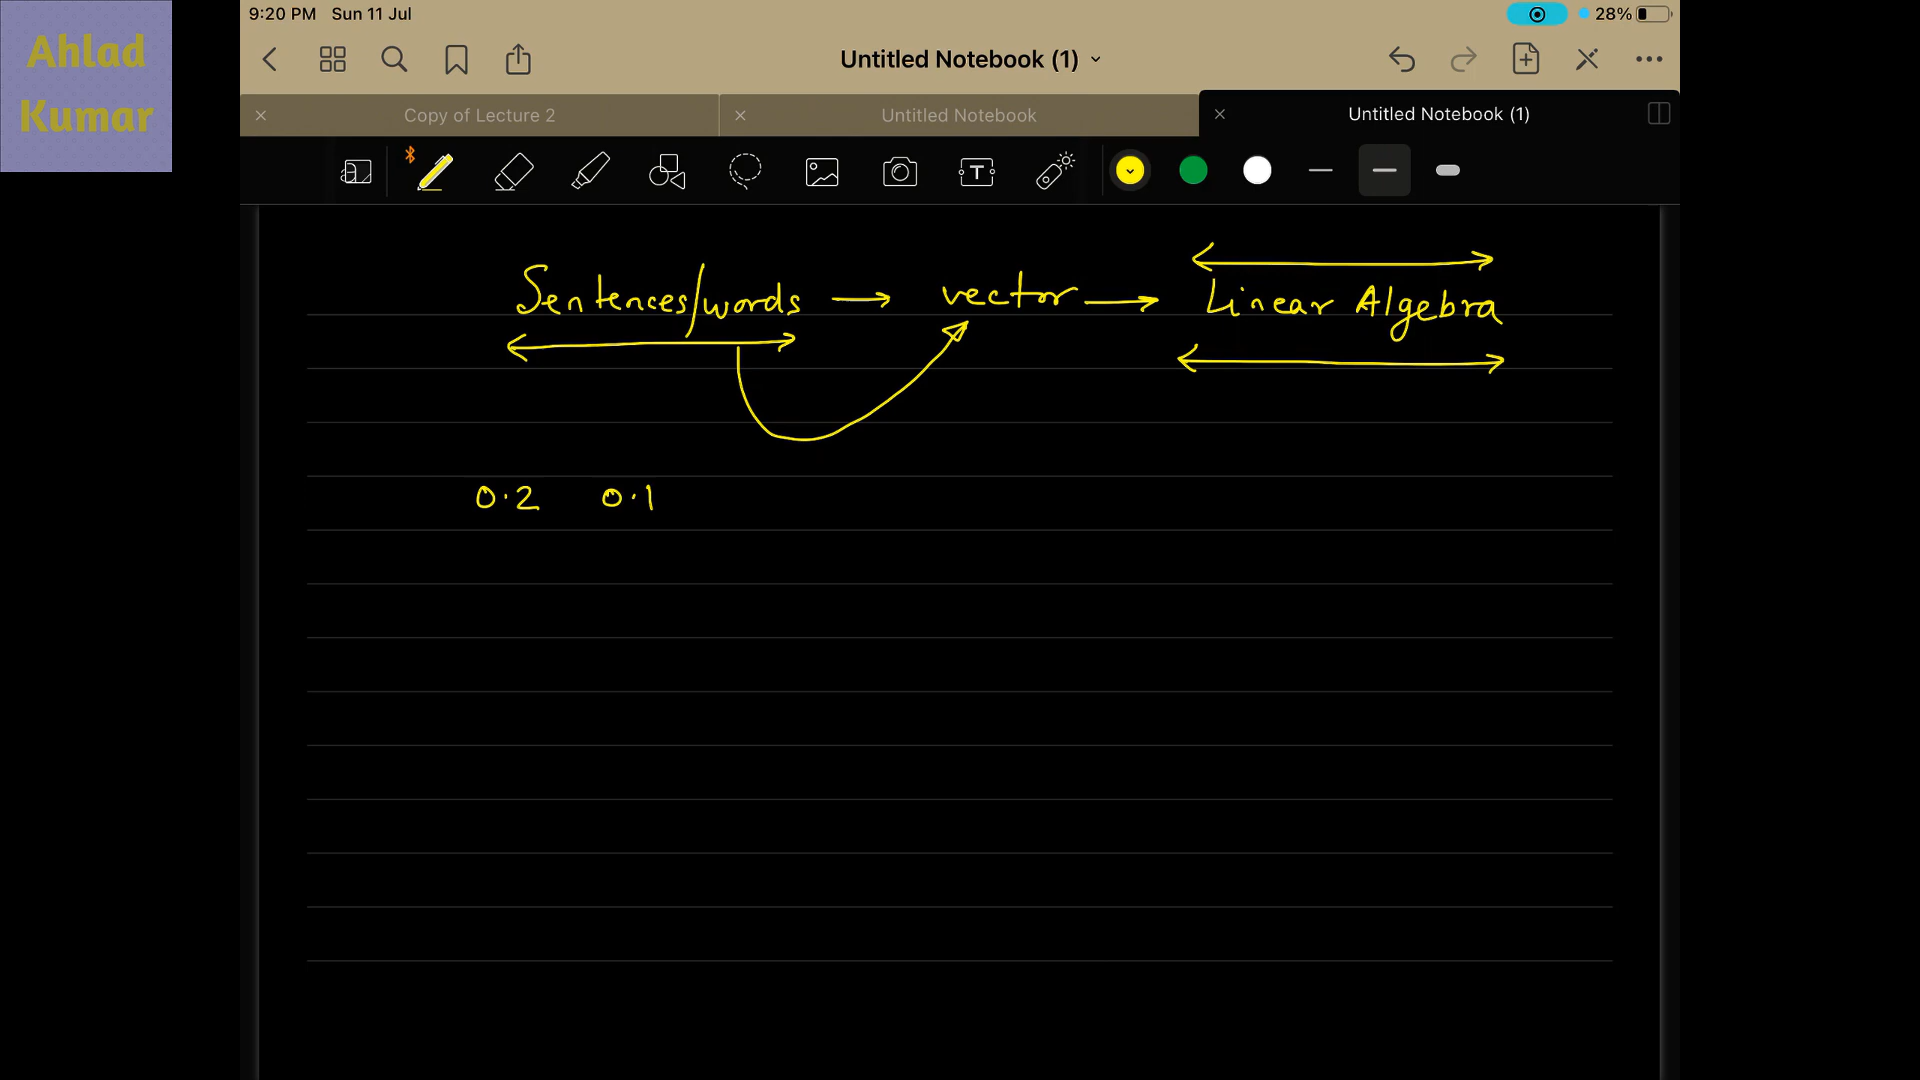 Ahlad
Kumar
9:20 PM Sun 11 Jul
28%
Untitled Notebook (1)
Copy of Lecture 2
Untitled Notebook
Untitled Notebook (1)
T
Sentences/words → vector → Linear Algebra
0.2 0.1